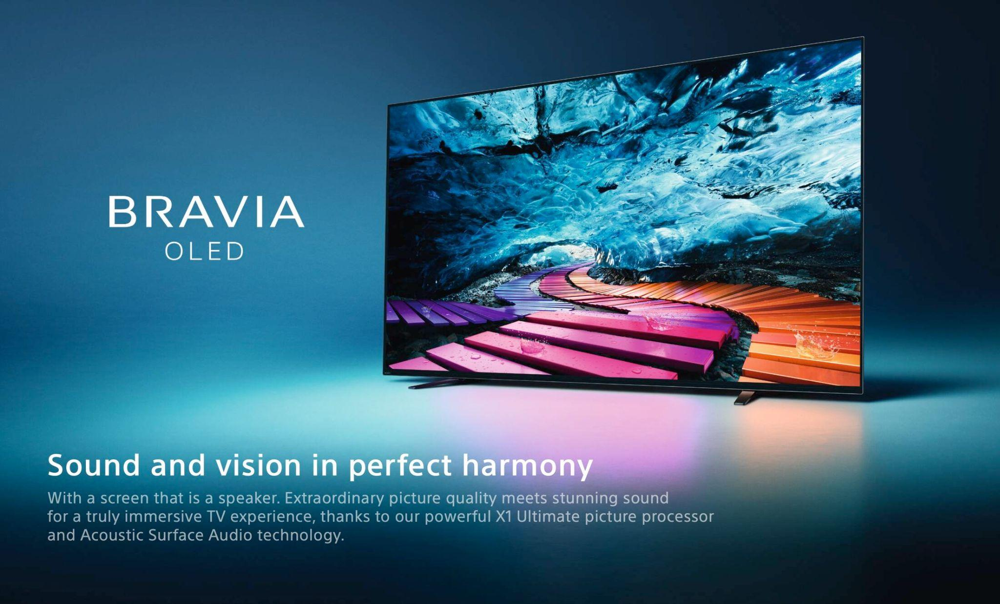 BRAVIA
OLED
Sound and vision in perfect harmony
With a screen that is a speaker. Extraordinary picture quality meets stunning sound
for a truly immersive TV experience, thanks to our powerful X1 Ultimate picture processor
and Acoustic Surface Audio technology.